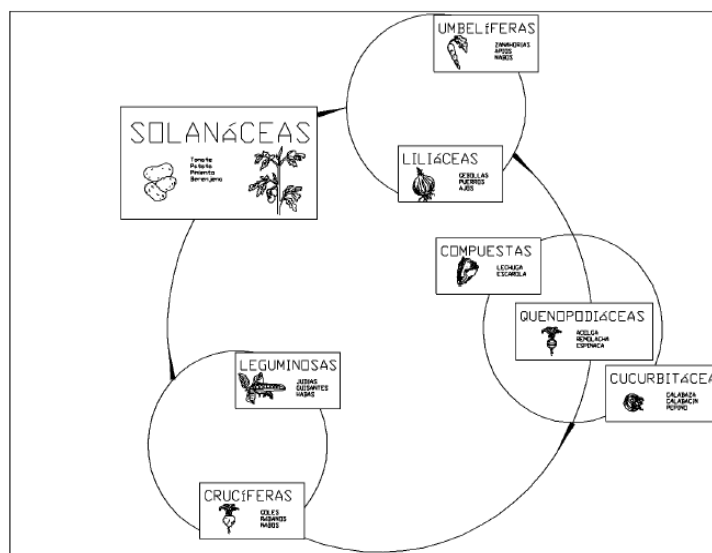 UMBELÍFERAS
ZANAHORIAS
APIOS
NABOS
SOLANÁCEAS
Tomate
Patata
Pimiento
Berenjena
LILIÁCEAS
CEBOLLAS
PUERROS
AJOS
COMPUESTAS
LECHUGA
ESCAROLA
QUENOPODIÁCEAS
ACELGA
REMOLACHA
ESPINACA
CUCURBITÁCEA
CALABAZA
CALABACIN
PEPINO
LEGUMINOSAS
JUDIAS
GUISANTES
HABAS
CRUCÍFERAS
COLES
RABANOS
NABOS